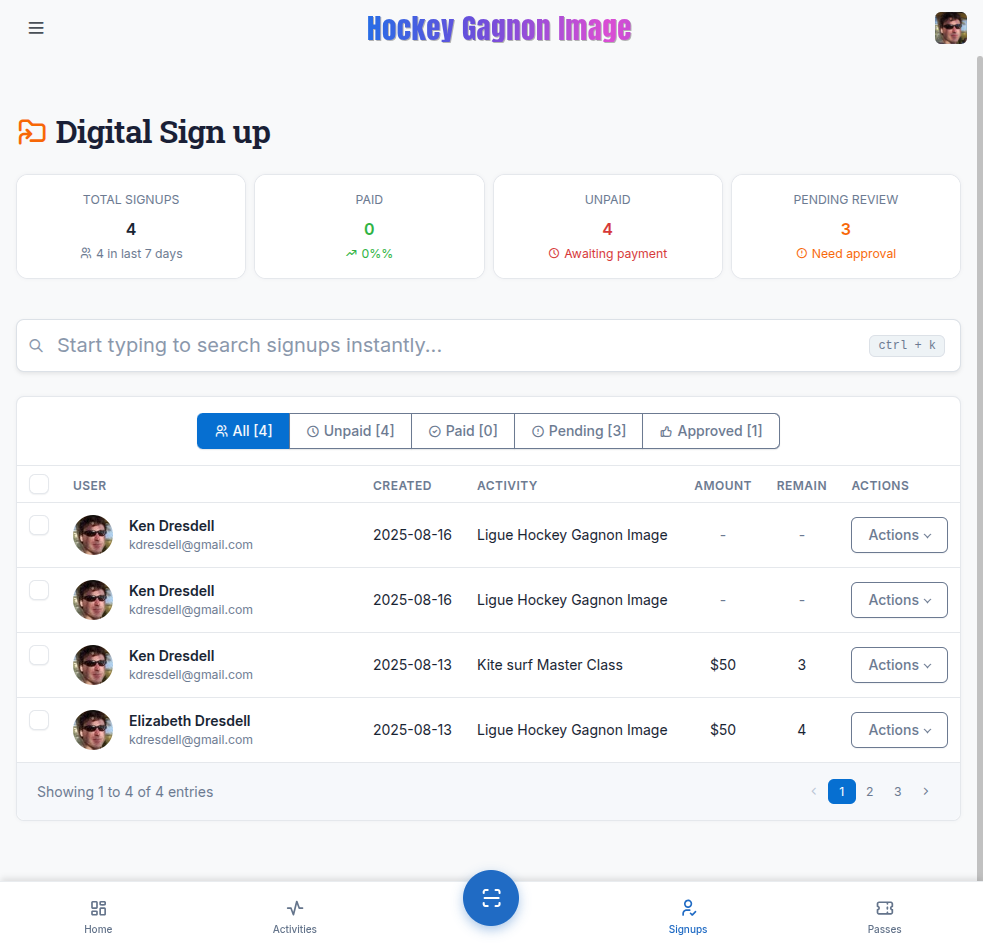 Hockey Gagnon Image
Digital Sign up
TOTAL SIGNUPS
4
4 in last 7 days
PAID
0
0%%
UNPAID
4
Awaiting payment
PENDING REVIEW
3
Need approval
Start typing to search signups instantly...
ctrl + k
All [4] Unpaid [4] Paid [0] Pending [3] Approved [1]
USER CREATED ACTIVITY AMOUNT REMAIN ACTIONS
Ken Dresdell
kdresdell@gmail.com
2025-08-16 Ligue Hockey Gagnon Image - - Actions
Ken Dresdell
kdresdell@gmail.com
2025-08-16 Ligue Hockey Gagnon Image - - Actions
Ken Dresdell
kdresdell@gmail.com
2025-08-13 Kite surf Master Class $50 3 Actions
Elizabeth Dresdell
kdresdell@gmail.com
2025-08-13 Ligue Hockey Gagnon Image $50 4 Actions
Showing 1 to 4 of 4 entries
1 2 3
Home Activities Signups Passes